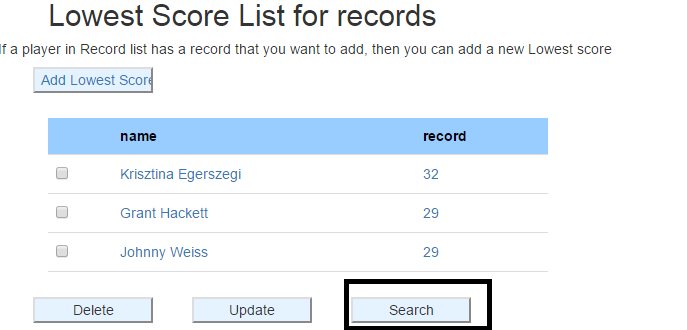 Lowest Score List for records
If a player in Record list has a record that you want to add, then you can add a new Lowest score
Add Lowest Score
name record
Krisztina Egerszegi 32
Grant Hackett 29
Johnny Weiss 29
Delete Update Search